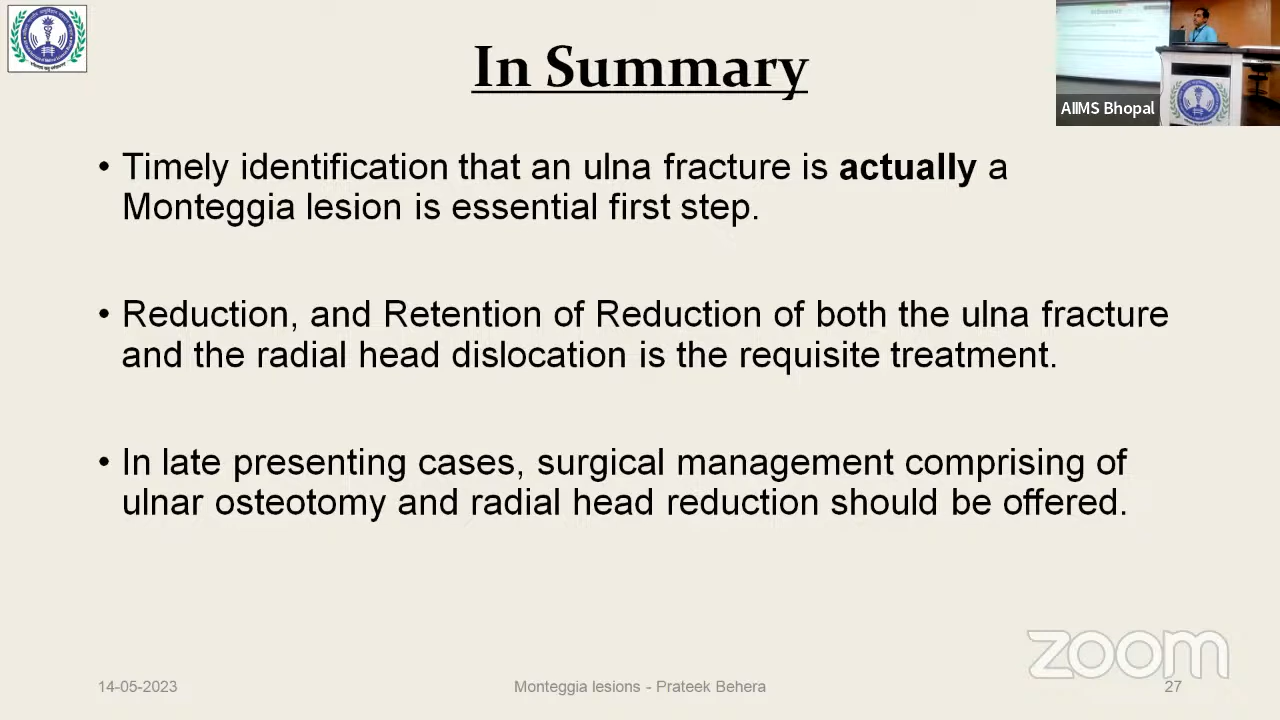 In Summary
AIIMS Bhopal
• Timely identification that an ulna fracture is actually a
Monteggia lesion is essential first step.
• Reduction, and Retention of Reduction of both the ulna fracture
and the radial head dislocation is the requisite treatment.
• In late presenting cases, surgical management comprising of
ulnar osteotomy and radial head reduction should be offered.
zoom
14-05-2023
Monteggia lesions - Prateek Behera
27